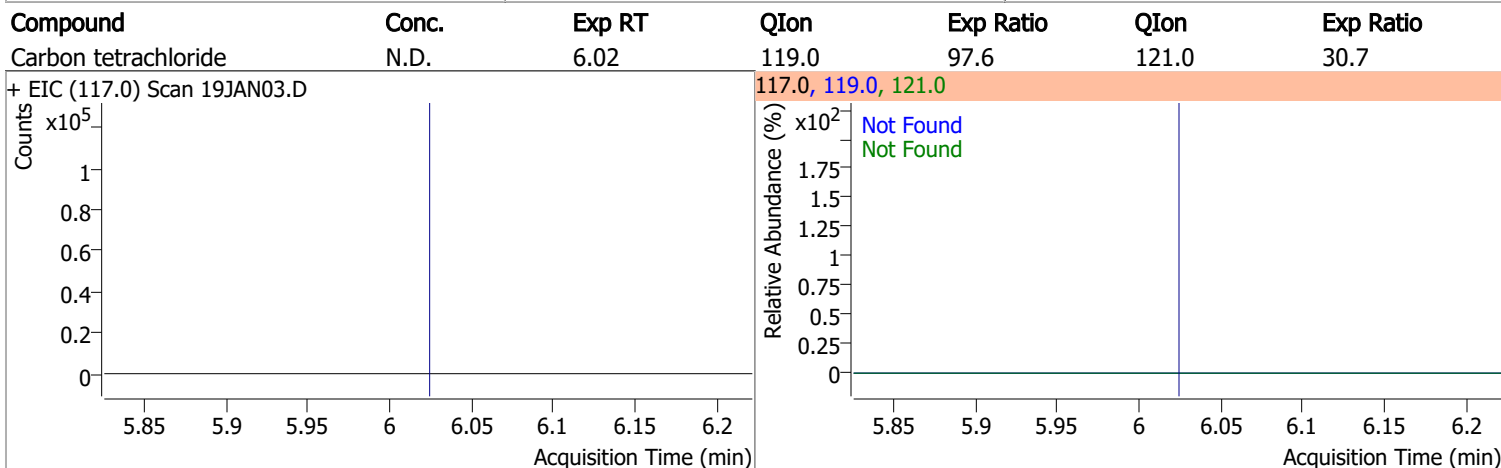 Compound Conc. Exp RT QIon Exp Ratio QIon Exp Ratio
Carbon tetrachloride N.D. 6.02 119.0 97.6 121.0 30.7
+ EIC (117.0) Scan 19JAN03.D
Counts
x10^5
1
0.8
0.6
0.4
0.2
0
5.85 5.9 5.95 6 6.05 6.1 6.15 6.2
Acquisition Time (min)
117.0, 119.0, 121.0
Relative Abundance (%)
x10^2
Not Found
Not Found
1.75
1.5
1.25
1
0.75
0.5
0.25
0
5.85 5.9 5.95 6 6.05 6.1 6.15 6.2
Acquisition Time (min)